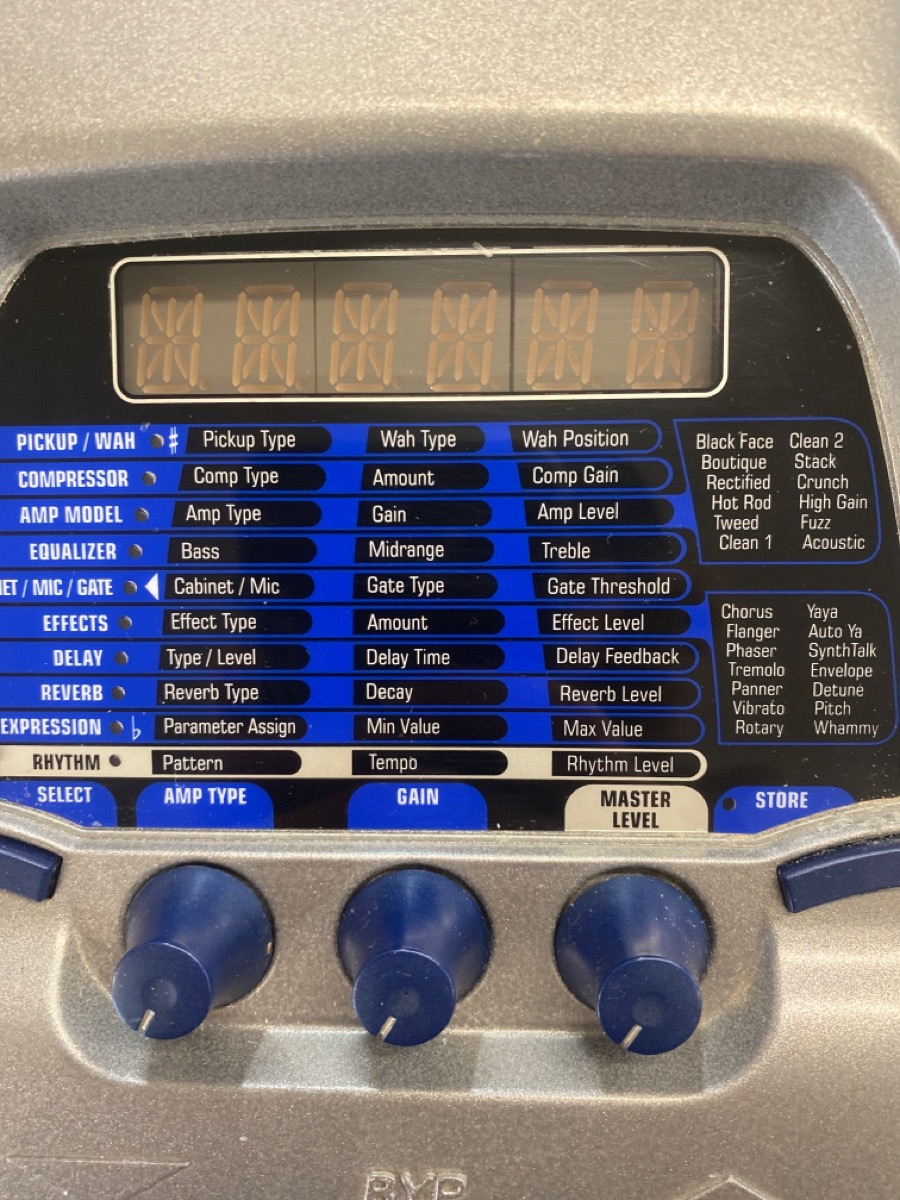 PICKUP / WAH ♯ Pickup Type Wah Type Wah Position
COMPRESSOR Comp Type Amount Comp Gain
AMP MODEL Amp Type Gain Amp Level
EQUALIZER Bass Midrange Treble
ET / MIC / GATE Cabinet / Mic Gate Type Gate Threshold
EFFECTS Effect Type Amount Effect Level
DELAY Type / Level Delay Time Delay Feedback
REVERB Reverb Type Decay Reverb Level
EXPRESSION ♭ Parameter Assign Min Value Max Value
RHYTHM Pattern Tempo Rhythm Level
Black Face Clean 2
Boutique Stack
Rectified Crunch
Hot Rod High Gain
Tweed Fuzz
Clean 1 Acoustic
Chorus Yaya
Flanger Auto Ya
Phaser SynthTalk
Tremolo Envelope
Panner Detune
Vibrato Pitch
Rotary Whammy
SELECT AMP TYPE GAIN MASTER STORE
LEVEL
BYP